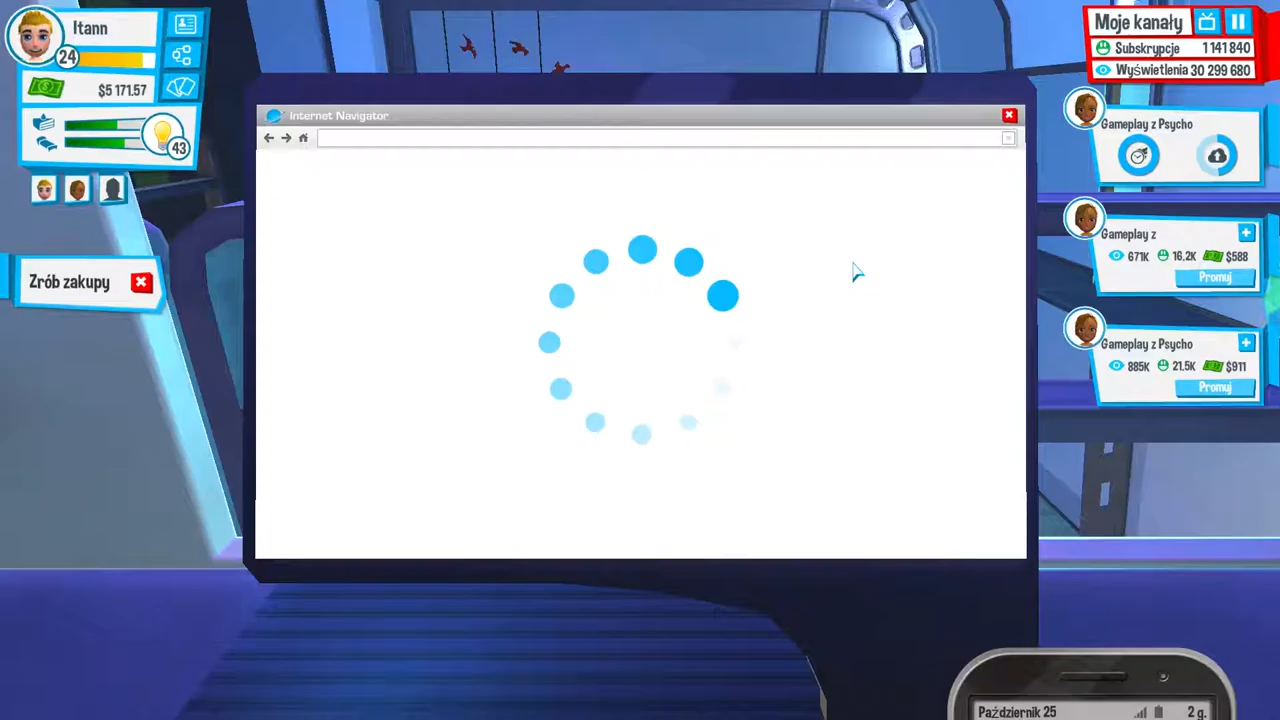 Itann
24
$5 171.57
43
Zrób zakupy
Internet Navigator
Moje kanały
Subskrypcje 1 141 840
Wyświetlenia 30 299 680
Gameplay z Psycho
Gameplay z
671K 16.2K $588
Promuj
Gameplay z Psycho
885K 21.5K $911
Promuj
Październik 25 2 g.